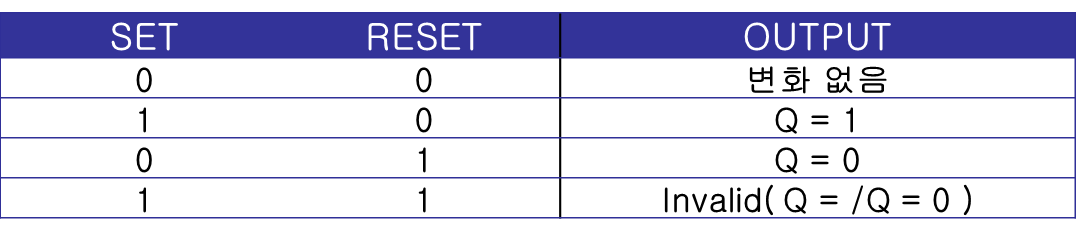 SET RESET OUTPUT
0 0 변화 없음
1 0 Q = 1
0 1 Q = 0
1 1 Invalid( Q = /Q = 0 )